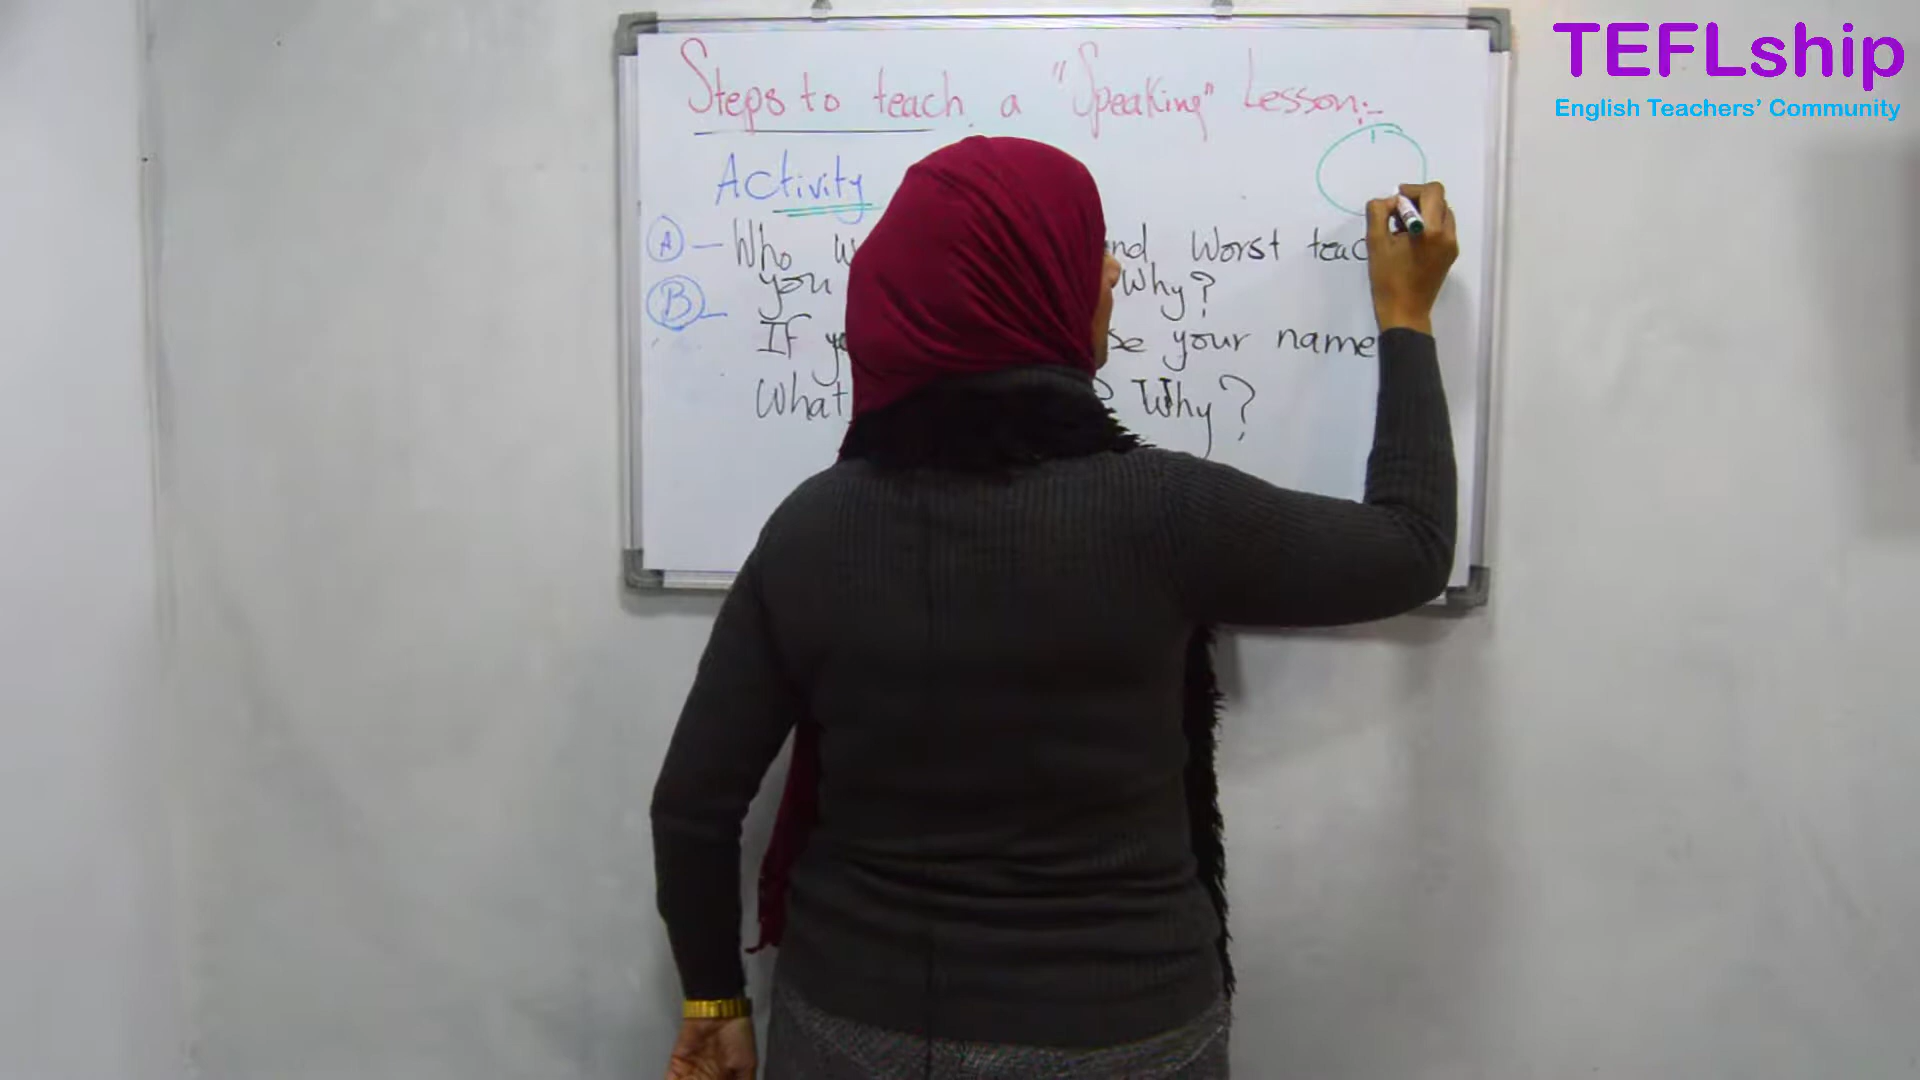 TEFLship
English Teachers' Community
Steps to teach a "Speaking" Lesson:-
Activity
A - Who nd Worst teac
B - you Why?
If your name
What Why?